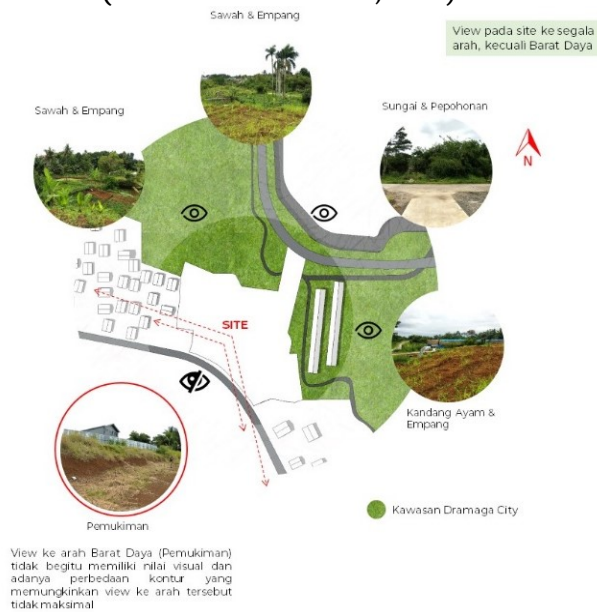 Sawah & Empang
View pada site ke segala
arah, kecuali Barat Daya
Sawah & Empang
Sungai & Pepohonan
N
SITE
Kandang Ayam &
Empang
Pemukiman
Kawasan Dramaga City
View ke arah Barat Daya (Pemukiman)
tidak begitu memiliki nilai visual dan
adanya perbedaan kontur yang
memungkinkan view ke arah tersebut
tidak maksimal